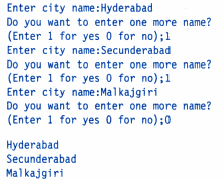 Enter city name:Hyderabad
Do you want to enter one more name?
(Enter 1 for yes 0 for no);1
Enter city name:Secunderabad
Do you want to enter one more name?
(Enter 1 for yes 0 for no);1
Enter city name:Malkajgiri
Do you want to enter one more name?
(Enter 1 for yes 0 for no);0
Hyderabad
Secunderabad
Malkajgiri